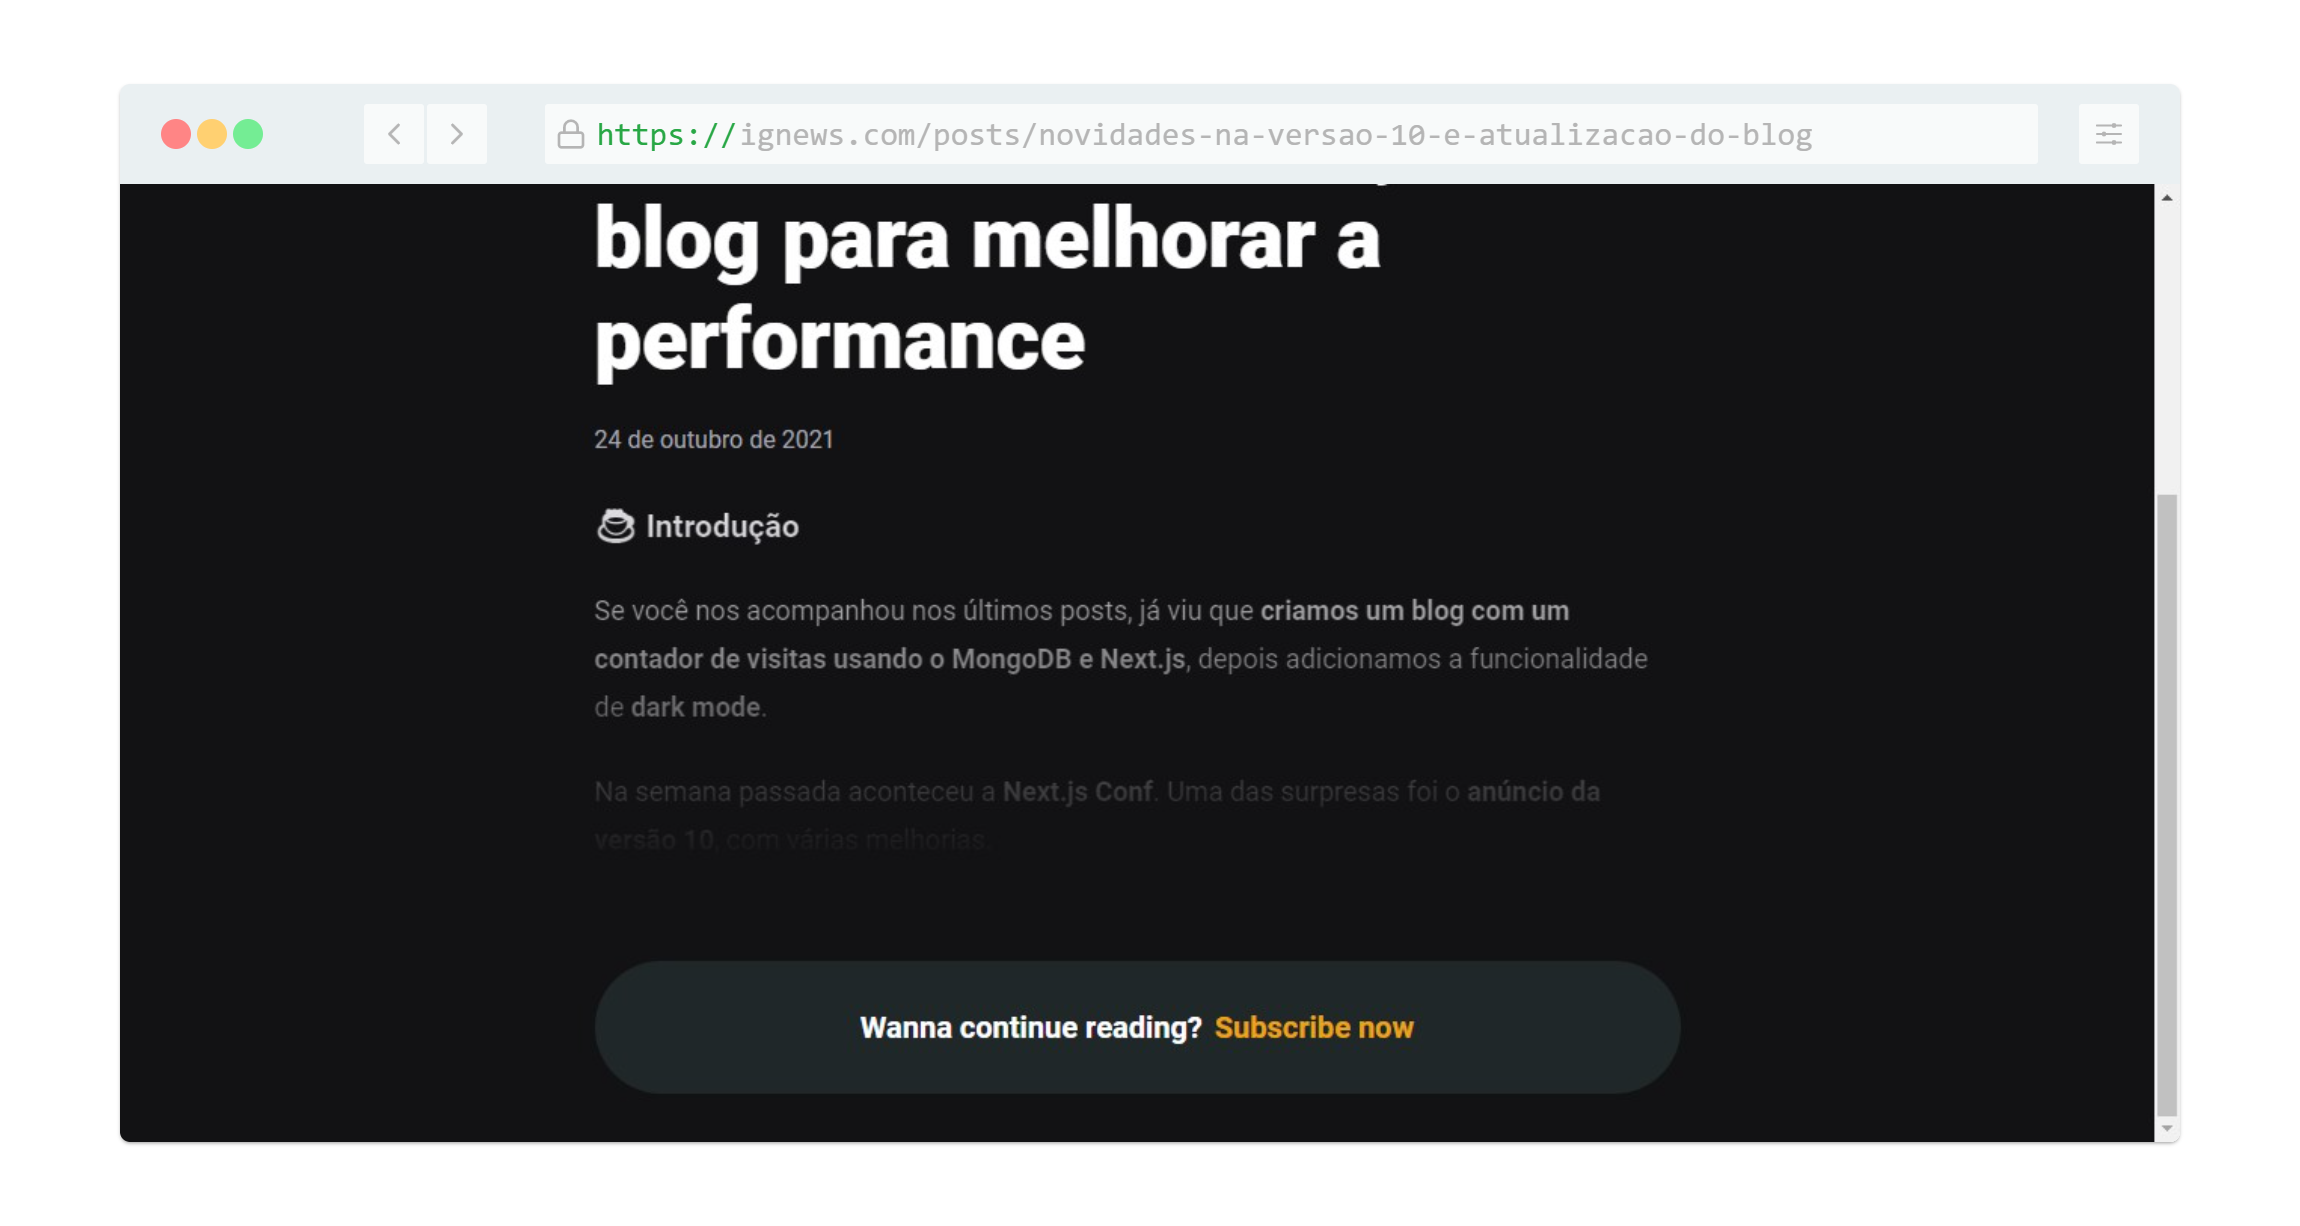 https://ignews.com/posts/novidades-na-versao-10-e-atualizacao-do-blog
blog para melhorar a
performance
24 de outubro de 2021
Introdução
Se você nos acompanhou nos últimos posts, já viu que criamos um blog com um
contador de visitas usando o MongoDB e Next.js, depois adicionamos a funcionalidade
de dark mode.
Na semana passada aconteceu a Next.js Conf. Uma das surpresas foi o anúncio da
versão 10, com várias melhorias.
Wanna continue reading? Subscribe now